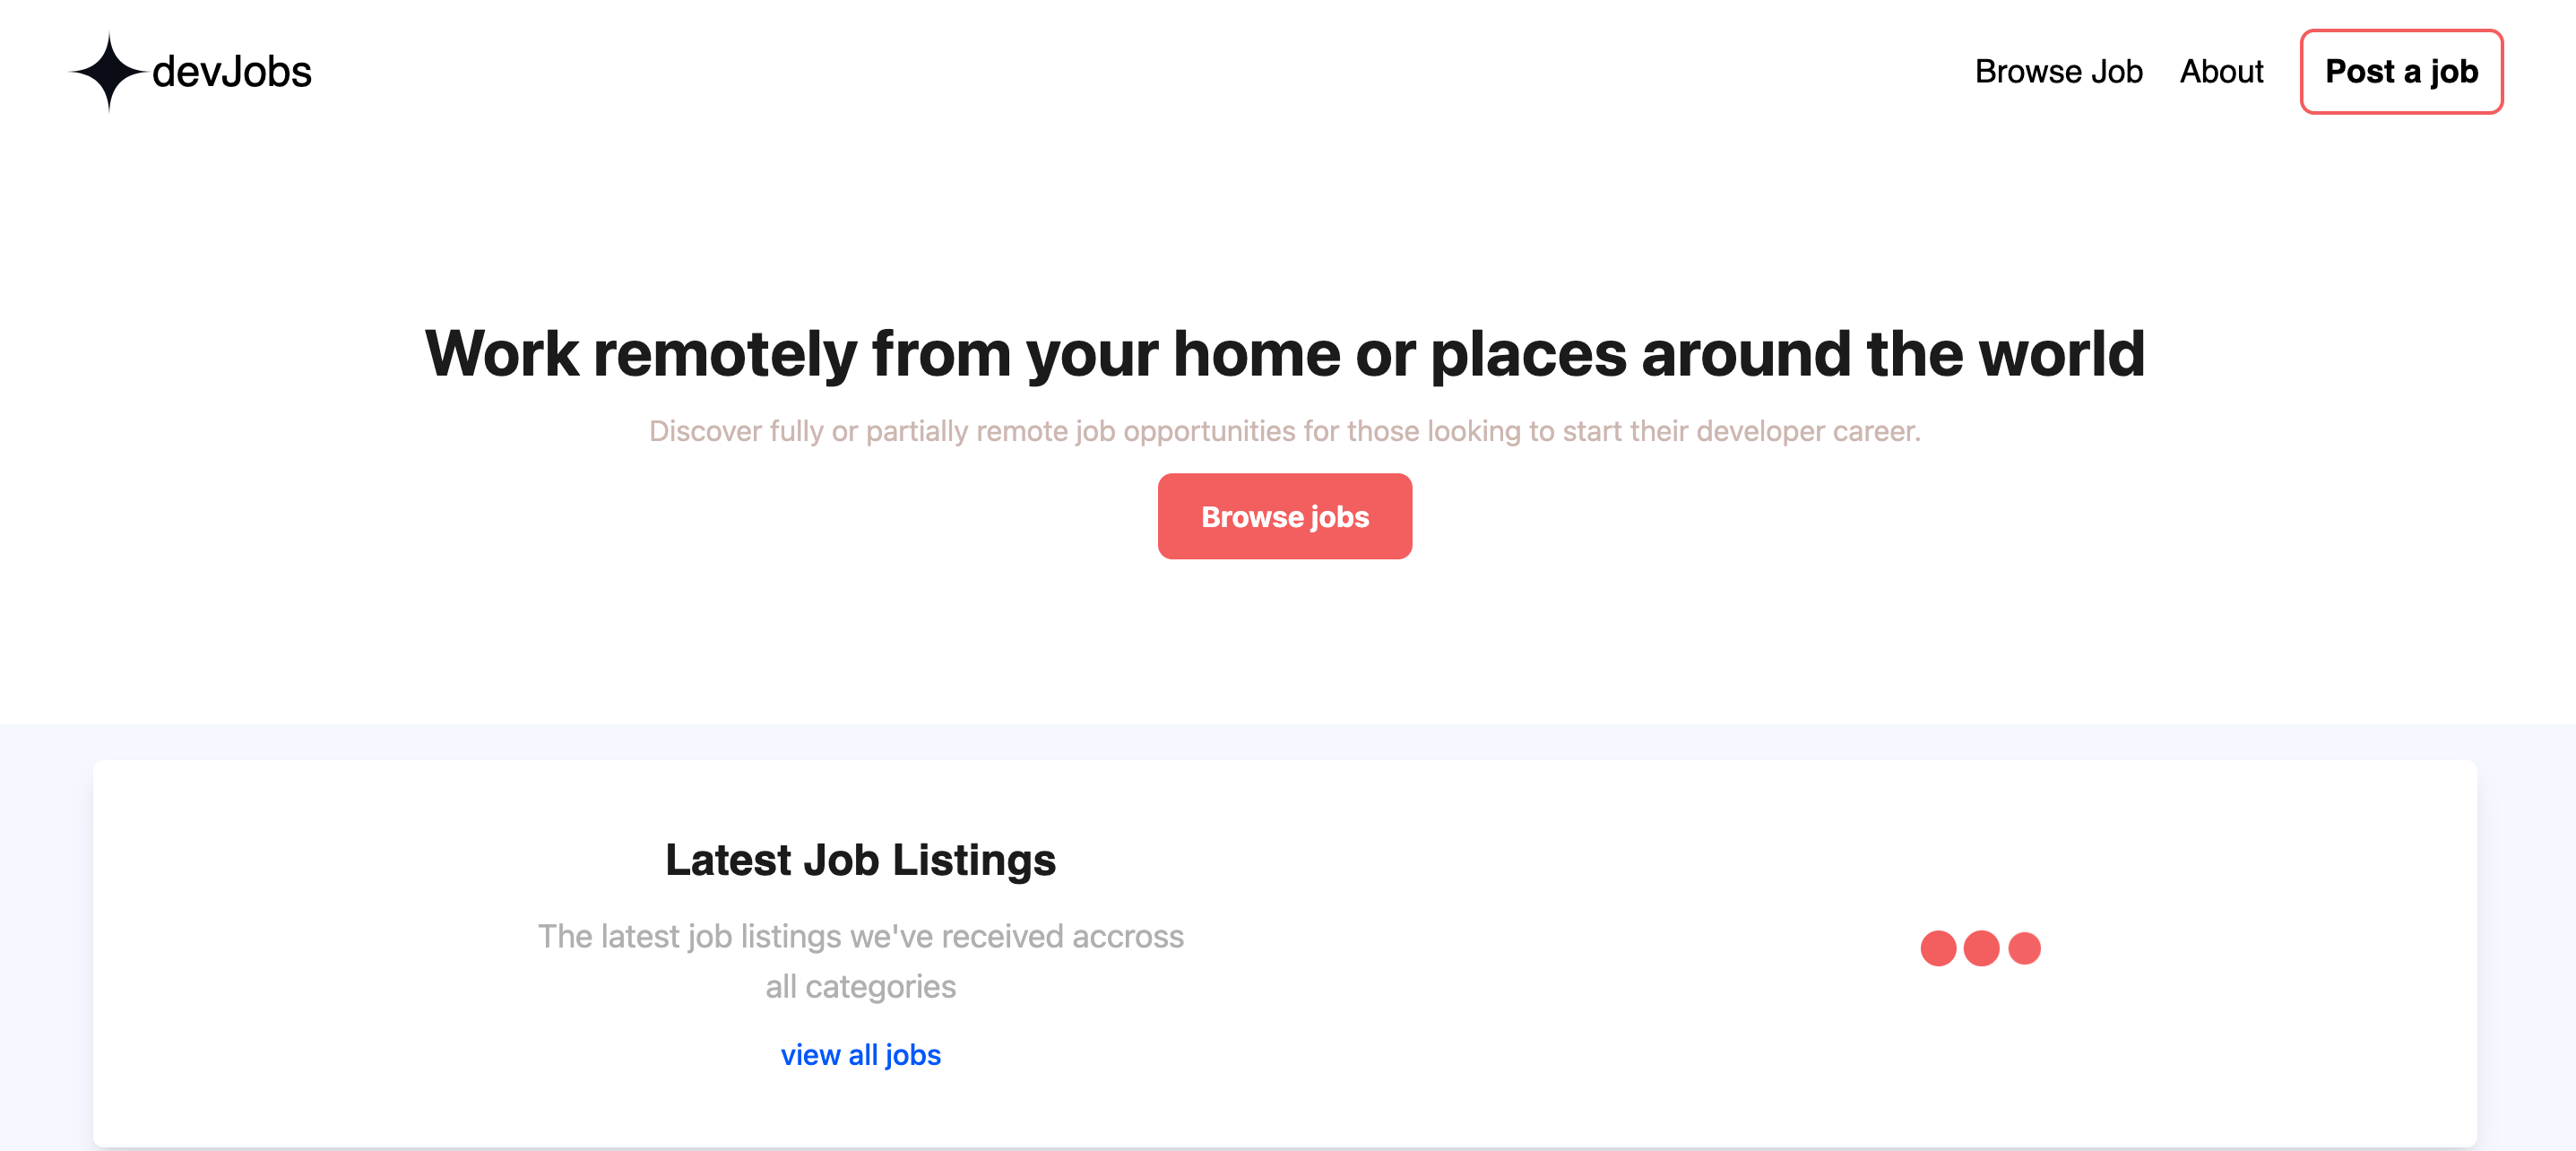 devJobs
Browse Job
About
Post a job
Work remotely from your home or places around the world
Discover fully or partially remote job opportunities for those looking to start their developer career.
Browse jobs
Latest Job Listings
The latest job listings we've received accross
all categories
view all jobs